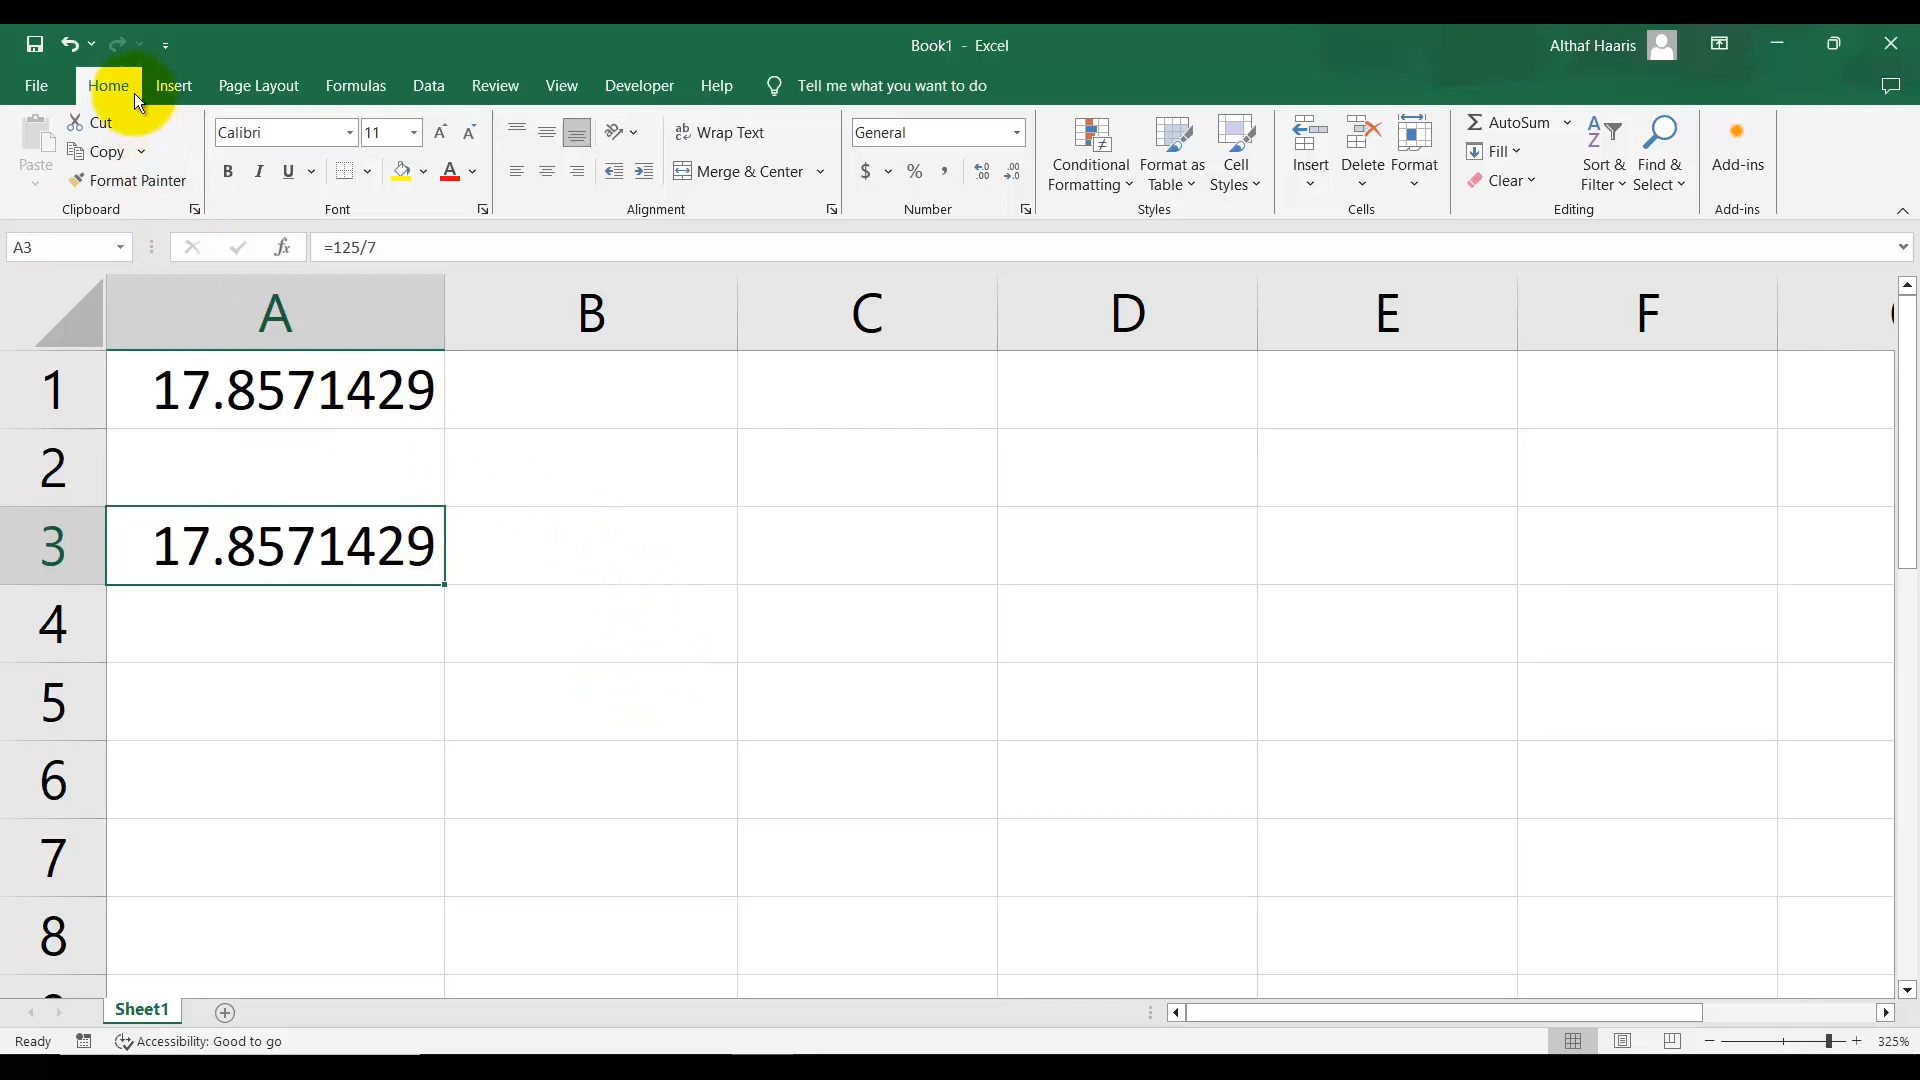 Book1 - Excel
Althaf Haaris
File Home Insert Page Layout Formulas Data Review View Developer Help Tell me what you want to do
Paste
Cut
Copy
Format Painter
Clipboard
Calibri 11
B I U
Font
Wrap Text
Merge & Center
Alignment
General
$ %
Number
Conditional Formatting
Format as Table
Cell Styles
Styles
Insert
Delete
Format
Cells
AutoSum
Fill
Clear
Sort & Filter
Find & Select
Editing
Add-ins
Add-ins
A3 fx =125/7
A B C D E F
1 17.8571429
2
3 17.8571429
4
5
6
7
8
Sheet1
Ready Accessibility: Good to go 325%